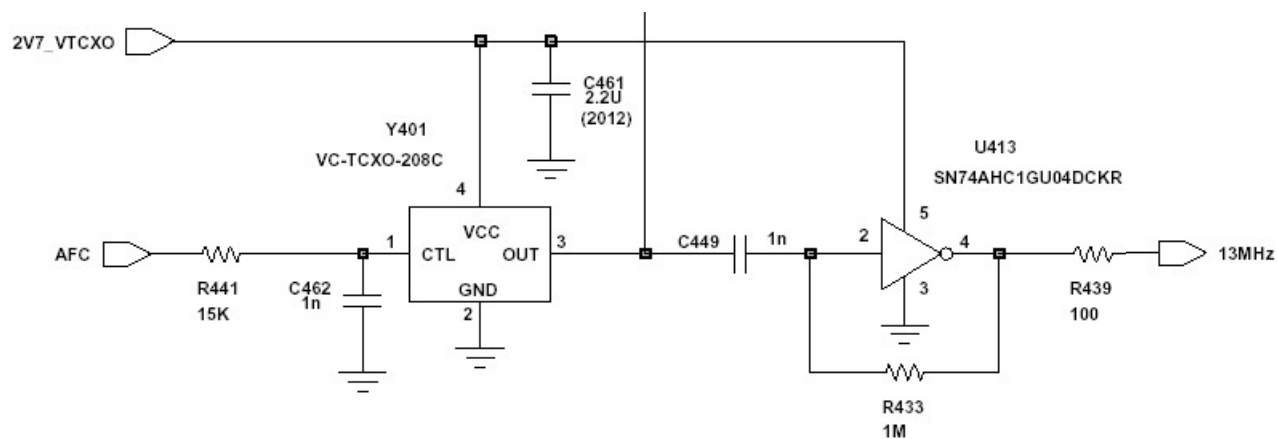 2V7_VTCXO
C461
2.2U
(2012)
Y401
VC-TCXO-208C
U413
SN74AHC1GU04DCKR
4
5
AFC
1
VCC
CTL
OUT
3
C449
1n
2
4
13MHz
R441
15K
C462
1n
GND
2
3
R439
100
R433
1M